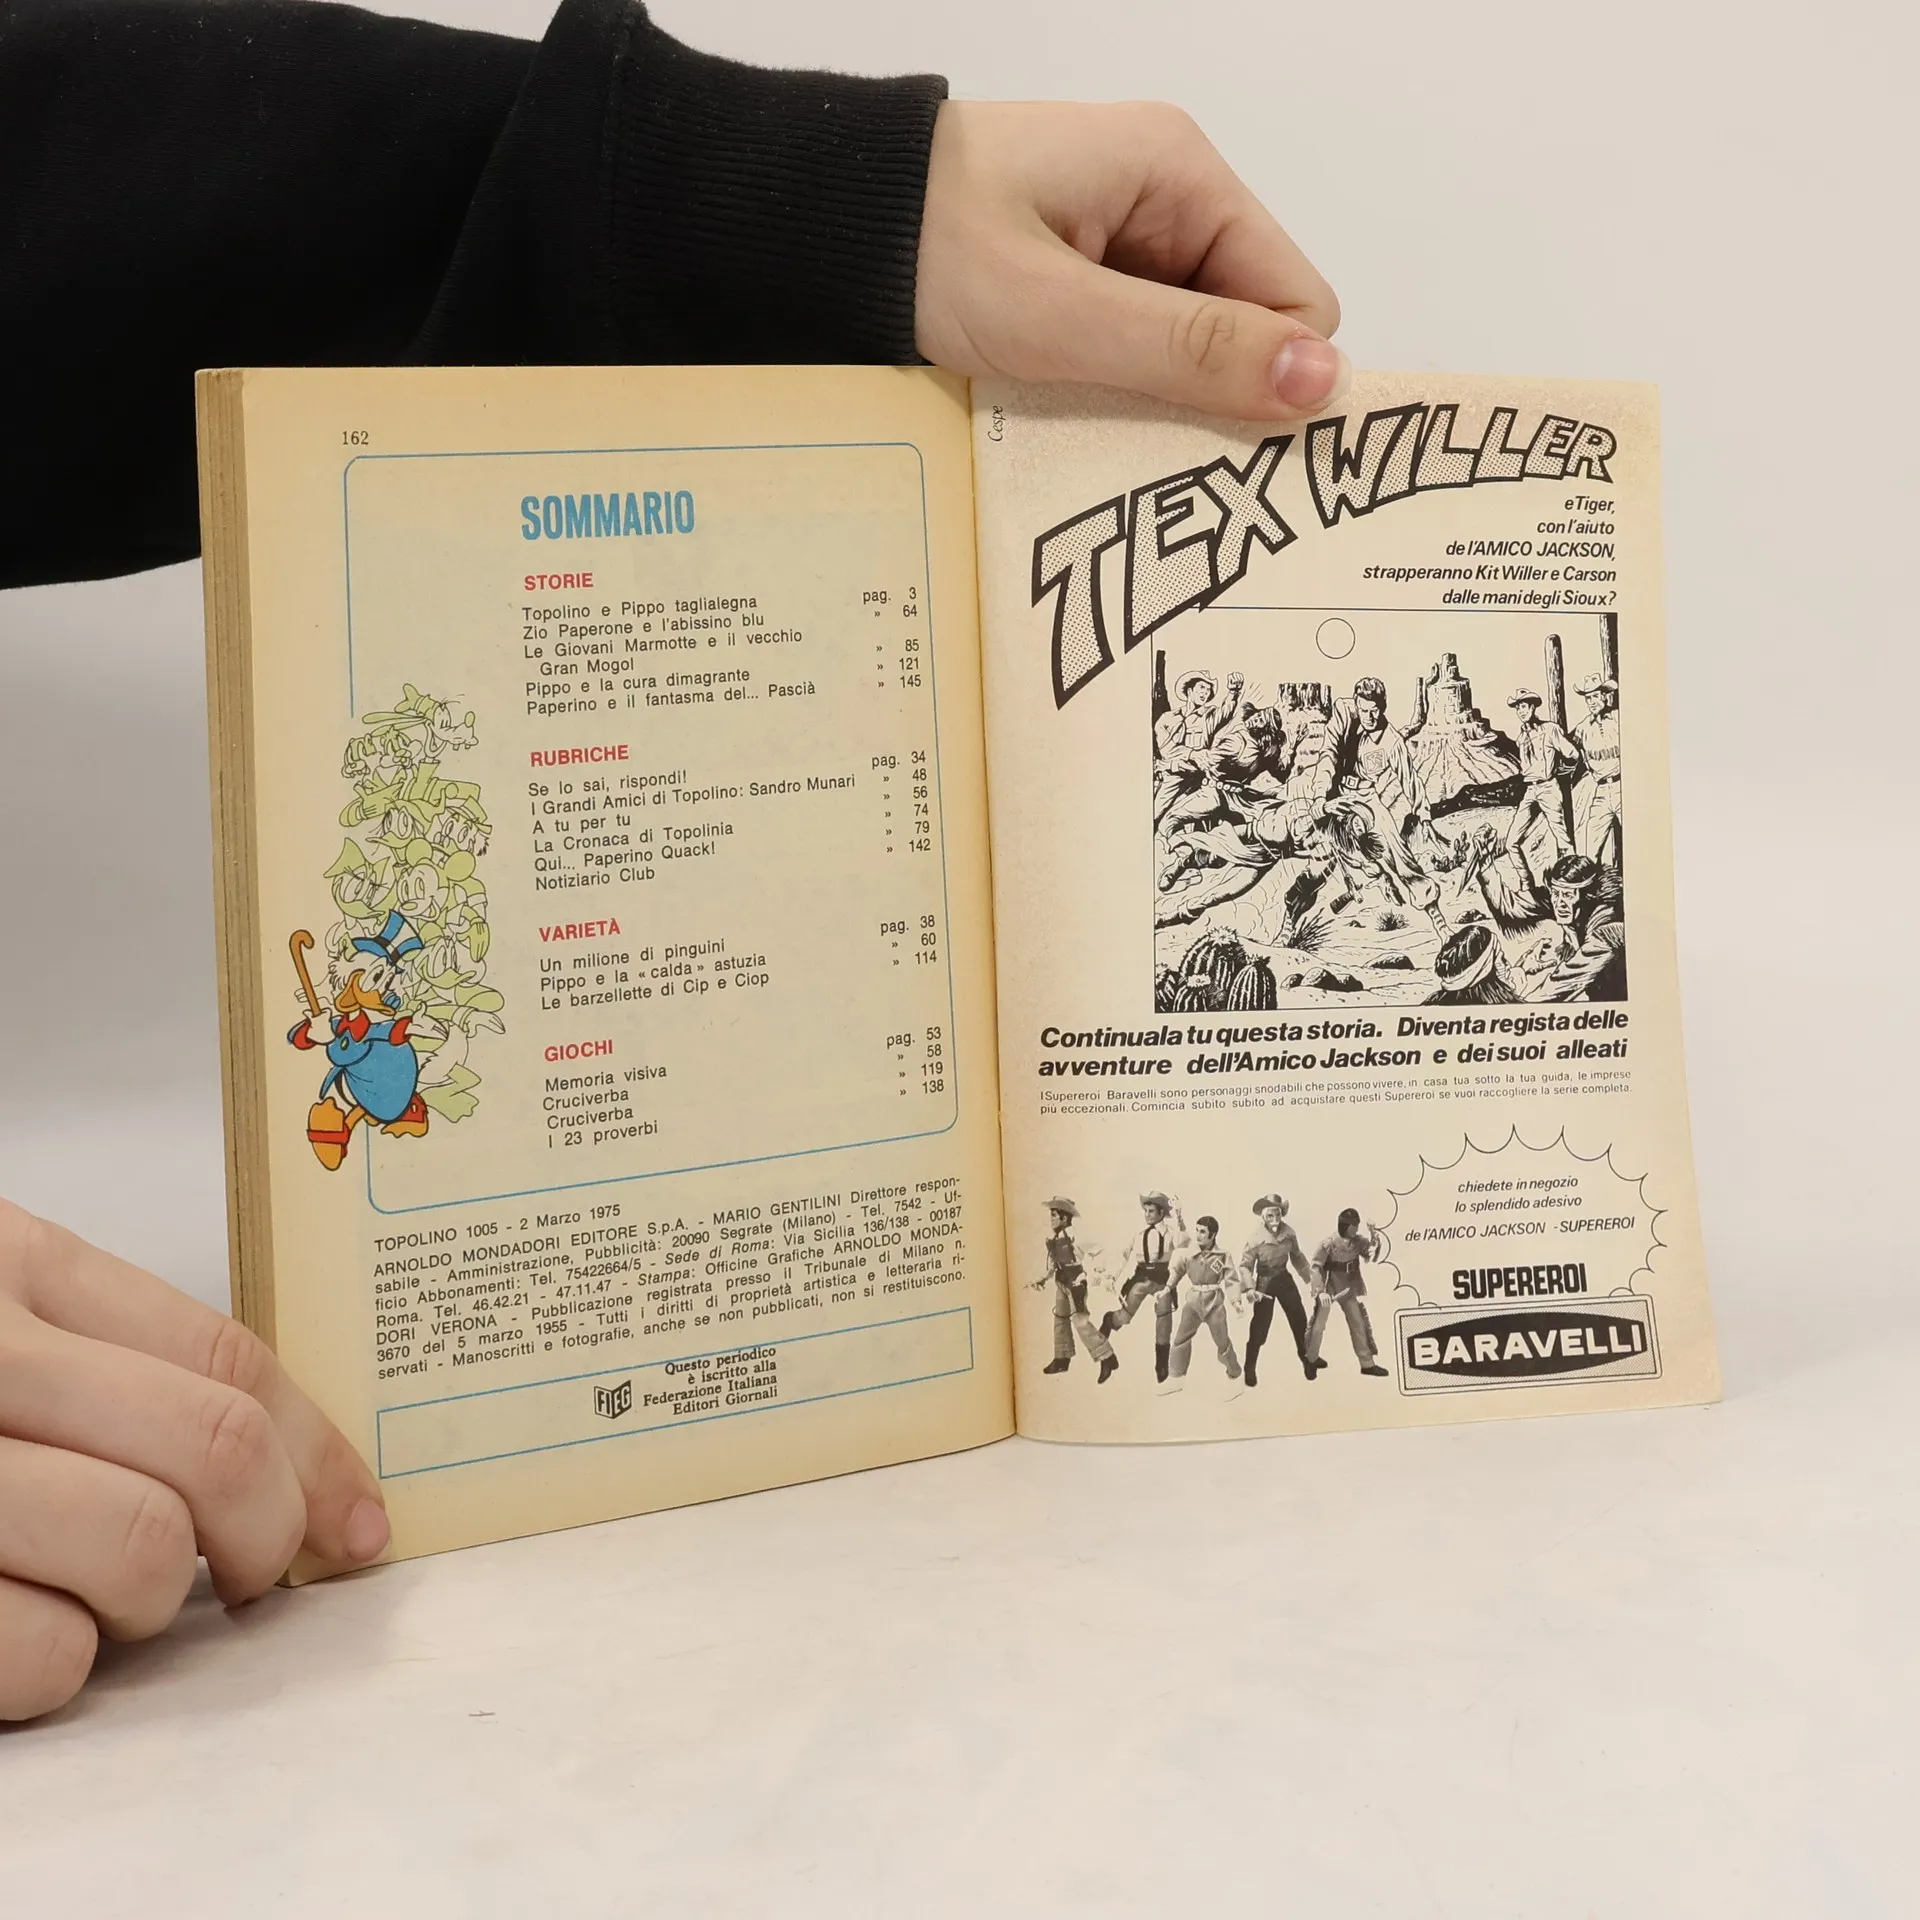 162
SOMMARIO
STORIE
Topolino e Pippo taglialegna pag. 3
Zio Paperone e l'abissino blu » 64
Le Giovani Marmotte e il vecchio
Gran Mogol » 85
Pippo e la cura dimagrante » 121
Paperino e il fantasma del... Pascià » 145
RUBRICHE
Se lo sai, rispondi! pag. 34
I Grandi Amici di Topolino: Sandro Munari » 48
A tu per tu » 56
La Cronaca di Topolinia » 74
Qui... Paperino Quack! » 79
Notiziario Club » 142
VARIETÀ
Un milione di pinguini pag. 38
Pippo e la « calda » astuzia » 60
Le barzellette di Cip e Ciop » 114
GIOCHI
Memoria visiva pag. 53
Cruciverba » 58
Cruciverba » 119
I 23 proverbi » 138
TOPOLINO 1005 - 2 Marzo 1975
ARNOLDO MONDADORI EDITORE S.p.A. - MARIO GENTILINI Direttore respon-
sabile - Amministrazione, Pubblicità: 20090 Segrate (Milano) - Tel. 7542 - Uf-
ficio Abbonamenti: Tel. 75422664/5 - Sede di Roma: Via Sicilia 136/138 - 00187
Roma. Tel. 46.42.21 - 47.11.47 - Stampa: Officine Grafiche ARNOLDO MONDA-
DORI VERONA - Pubblicazione registrata presso il Tribunale di Milano n.
3670 del 5 marzo 1955 - Tutti i diritti di proprietà artistica e letteraria ri-
servati - Manoscritti e fotografie, anche se non pubblicati, non si restituiscono.
FIEG
Questo periodico
è iscritto alla
Federazione Italiana
Editori Giornali
Cespe
TEX WILLER
e Tiger,
con l'aiuto
de l'AMICO JACKSON,
strapperanno Kit Willer e Carson
dalle mani degli Sioux?
Continuala tu questa storia. Diventa regista delle
avventure dell'Amico Jackson e dei suoi alleati
I Supereroi Baravelli sono personaggi snodabili che possono vivere, in casa tua sotto la tua guida, le imprese
più eccezionali. Comincia subito subito ad acquistare questi Supereroi se vuoi raccogliere la serie completa.
chiedete in negozio
lo splendido adesivo
de l'AMICO JACKSON - SUPEREROI
SUPEREROI
BARAVELLI